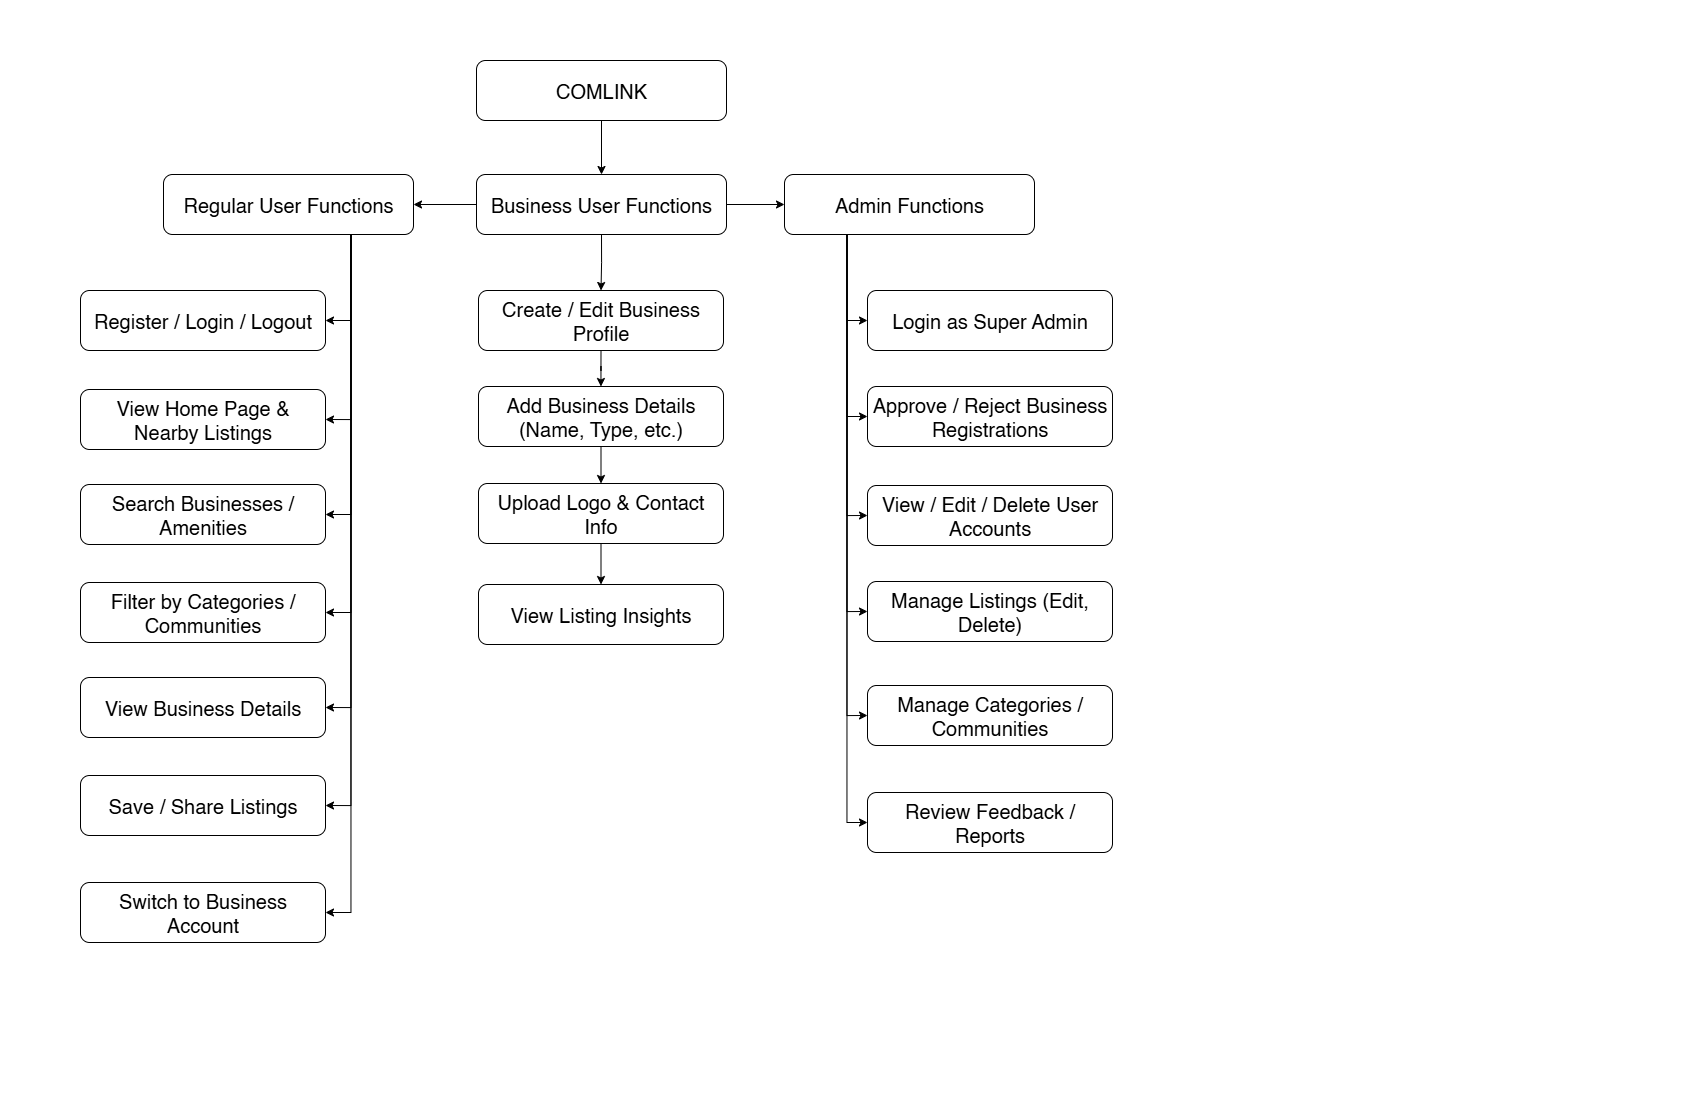 COMLINK
Regular User Functions
Business User Functions
Admin Functions
Register / Login / Logout
View Home Page &
Nearby Listings
Search Businesses /
Amenities
Filter by Categories /
Communities
View Business Details
Save / Share Listings
Switch to Business
Account
Create / Edit Business
Profile
Add Business Details
(Name, Type, etc.)
Upload Logo & Contact
Info
View Listing Insights
Login as Super Admin
Approve / Reject Business
Registrations
View / Edit / Delete User
Accounts
Manage Listings (Edit,
Delete)
Manage Categories /
Communities
Review Feedback /
Reports